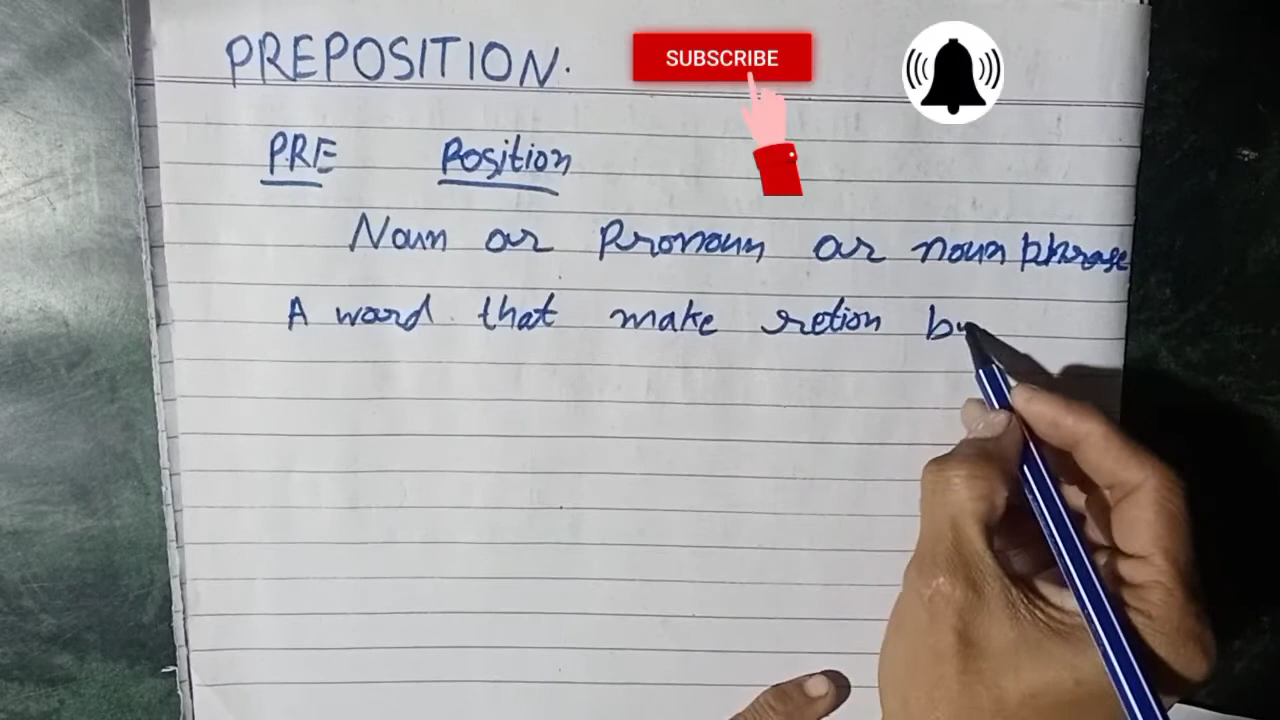 PREPOSITION.
SUBSCRIBE
PRE Position
Noun or Pronoun or noun phrase
A word that make retion